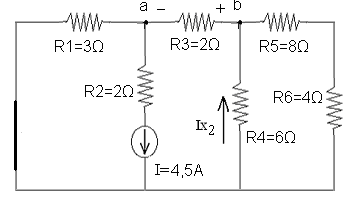 a − + b
R1=3Ω R3=2Ω R5=8Ω
R2=2Ω R6=4Ω
Ix2 R4=6Ω
I=4,5A